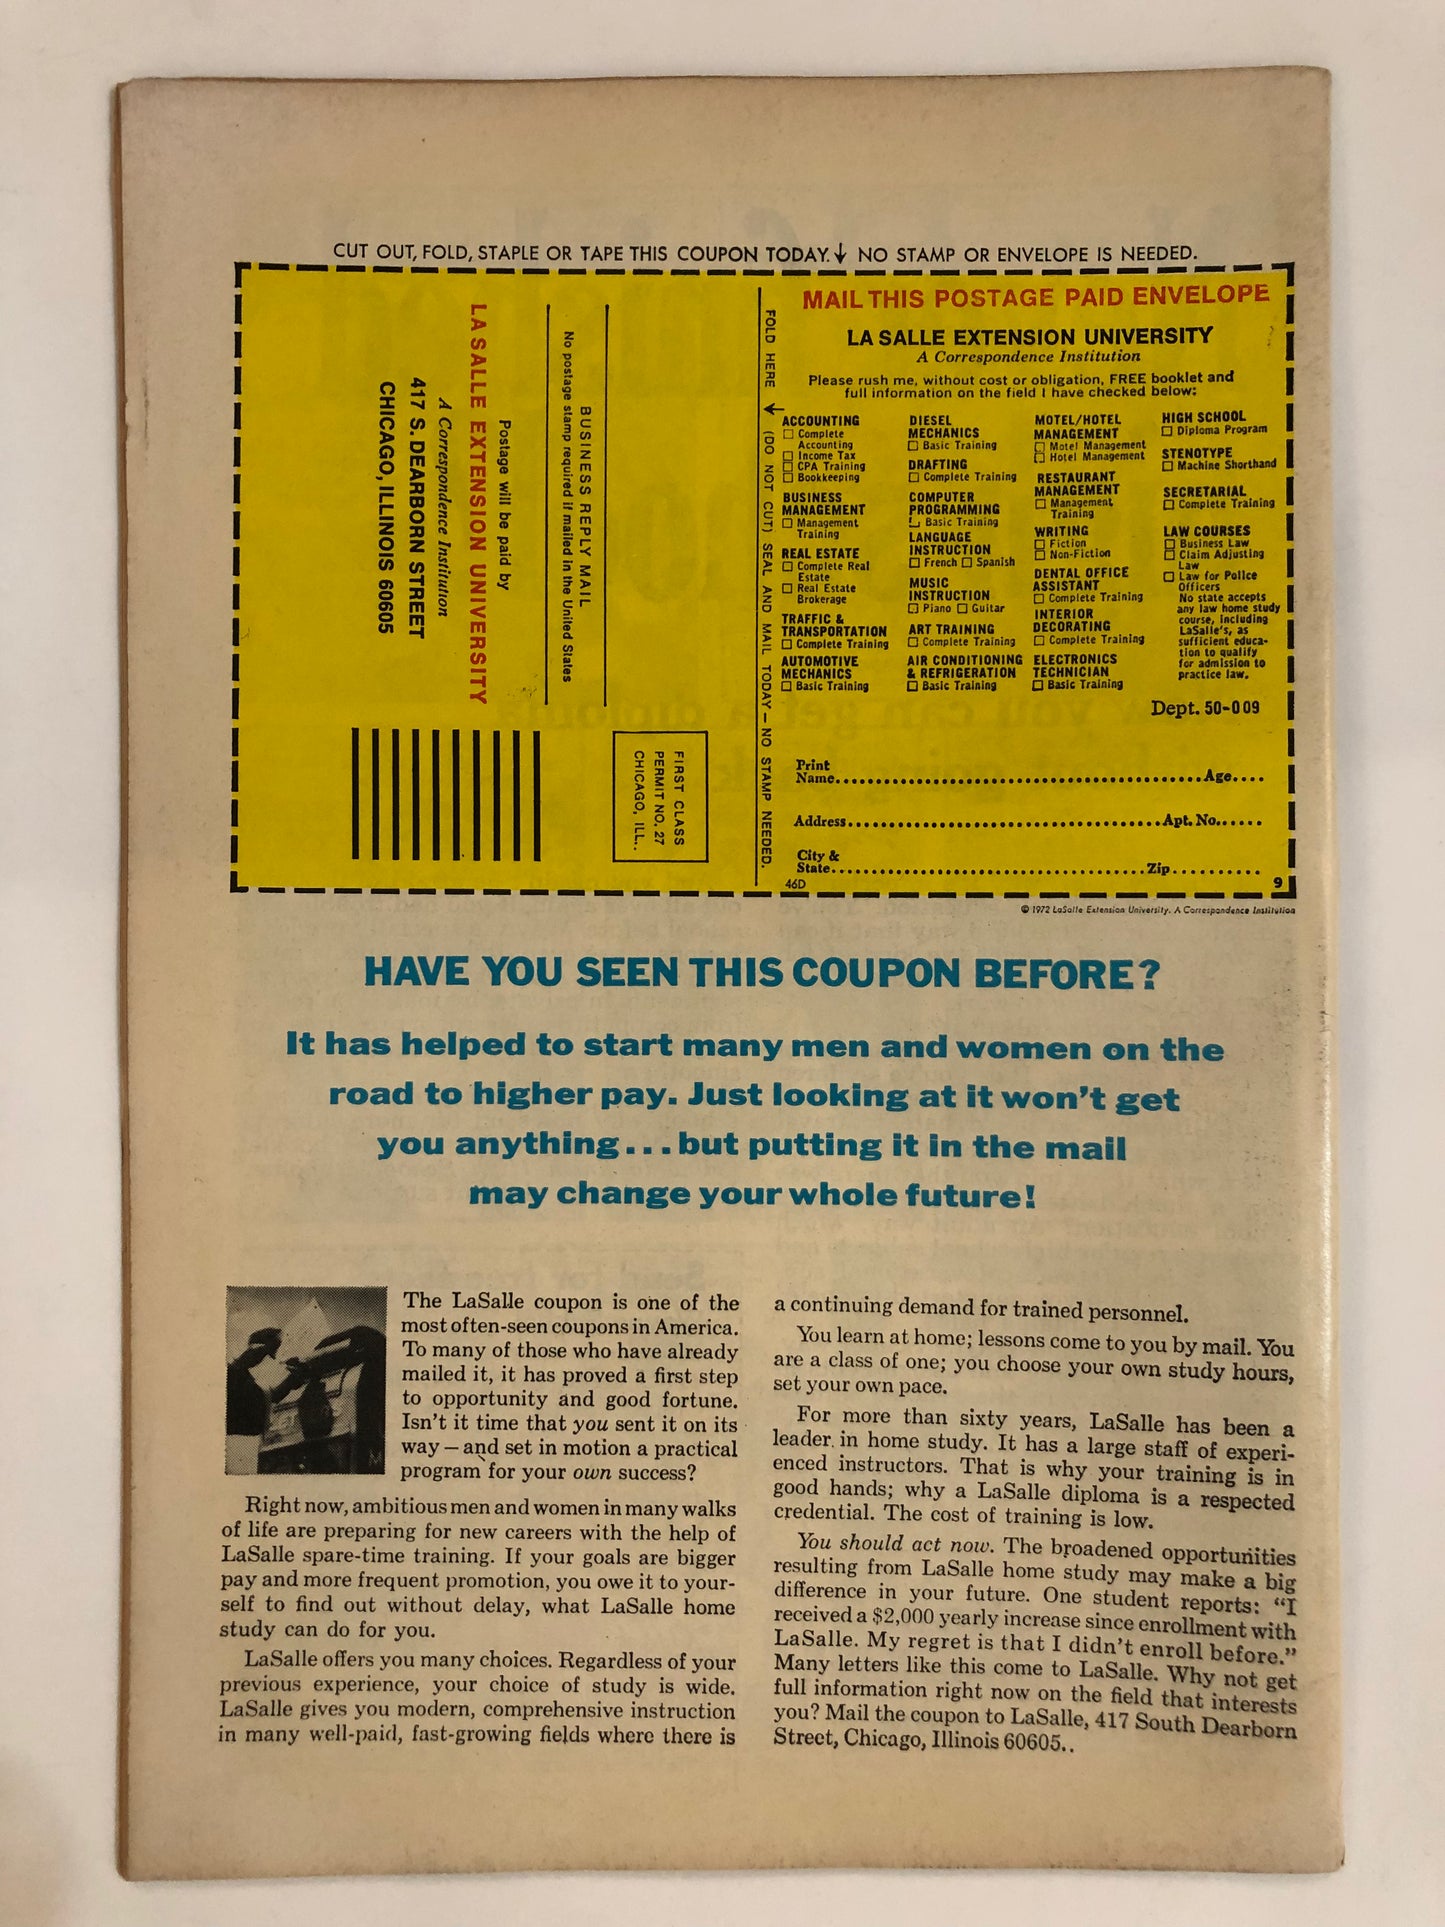 CUT OUT, FOLD, STAPLE OR TAPE THIS COUPON TODAY.↓ NO STAMP OR ENVELOPE IS NEEDED.
BUSINESS REPLY MAIL
No postage stamp required if mailed in the United States
Postage will be paid by
LA SALLE EXTENSION UNIVERSITY
A Correspondence Institution
417 S. DEARBORN STREET
CHICAGO, ILLINOIS 60605
FIRST CLASS
PERMIT NO. 27
CHICAGO, ILL..
FOLD HERE ← (DO NOT CUT) SEAL AND MAIL TODAY—NO STAMP NEEDED.
MAIL THIS POSTAGE PAID ENVELOPE
LA SALLE EXTENSION UNIVERSITY
A Correspondence Institution
Please rush me, without cost or obligation, FREE booklet and
full information on the field I have checked below:
ACCOUNTING
☐ Complete
Accounting
☐ Income Tax
☐ CPA Training
☐ Bookkeeping
BUSINESS
MANAGEMENT
☐ Management
Training
REAL ESTATE
☐ Complete Real
Estate
☐ Real Estate
Brokerage
TRAFFIC &
TRANSPORTATION
☐ Complete Training
AUTOMOTIVE
MECHANICS
☐ Basic Training
DIESEL
MECHANICS
☐ Basic Training
DRAFTING
☐ Complete Training
COMPUTER
PROGRAMMING
☐ Basic Training
LANGUAGE
INSTRUCTION
☐ French ☐ Spanish
MUSIC
INSTRUCTION
☐ Piano ☐ Guitar
ART TRAINING
☐ Complete Training
AIR CONDITIONING
& REFRIGERATION
☐ Basic Training
MOTEL/HOTEL
MANAGEMENT
☐ Motel Management
☐ Hotel Management
RESTAURANT
MANAGEMENT
☐ Management
Training
WRITING
☐ Fiction
☐ Non-Fiction
DENTAL OFFICE
ASSISTANT
☐ Complete Training
INTERIOR
DECORATING
☐ Complete Training
ELECTRONICS
TECHNICIAN
☐ Basic Training
HIGH SCHOOL
☐ Diploma Program
STENOTYPE
☐ Machine Shorthand
SECRETARIAL
☐ Complete Training
LAW COURSES
☐ Business Law
☐ Claim Adjusting
Law
☐ Law for Police
Officers
No state accepts
any law home study
course, including
LaSalle's, as
sufficient educa-
tion to qualify
for admission to
practice law.
Dept. 50-009
Print
Name..............................Age....
Address..............................Apt. No......
City &
State..............................Zip..........
46D
9
© 1972 LaSalle Extension University. A Correspondence Institution
HAVE YOU SEEN THIS COUPON BEFORE?
It has helped to start many men and women on the
road to higher pay. Just looking at it won't get
you anything...but putting it in the mail
may change your whole future!
The LaSalle coupon is one of the
most often-seen coupons in America.
To many of those who have already
mailed it, it has proved a first step
to opportunity and good fortune.
Isn't it time that you sent it on its
way — and set in motion a practical
program for your own success?
Right now, ambitious men and women in many walks
of life are preparing for new careers with the help of
LaSalle spare-time training. If your goals are bigger
pay and more frequent promotion, you owe it to your-
self to find out without delay, what LaSalle home
study can do for you.
LaSalle offers you many choices. Regardless of your
previous experience, your choice of study is wide.
LaSalle gives you modern, comprehensive instruction
in many well-paid, fast-growing fields where there is
a continuing demand for trained personnel.
You learn at home; lessons come to you by mail. You
are a class of one; you choose your own study hours,
set your own pace.
For more than sixty years, LaSalle has been a
leader in home study. It has a large staff of experi-
enced instructors. That is why your training is in
good hands; why a LaSalle diploma is a respected
credential. The cost of training is low.
You should act now. The broadened opportunities
resulting from LaSalle home study may make a big
difference in your future. One student reports: "I
received a $2,000 yearly increase since enrollment with
LaSalle. My regret is that I didn't enroll before."
Many letters like this come to LaSalle. Why not get
full information right now on the field that interests
you? Mail the coupon to LaSalle, 417 South Dearborn
Street, Chicago, Illinois 60605..